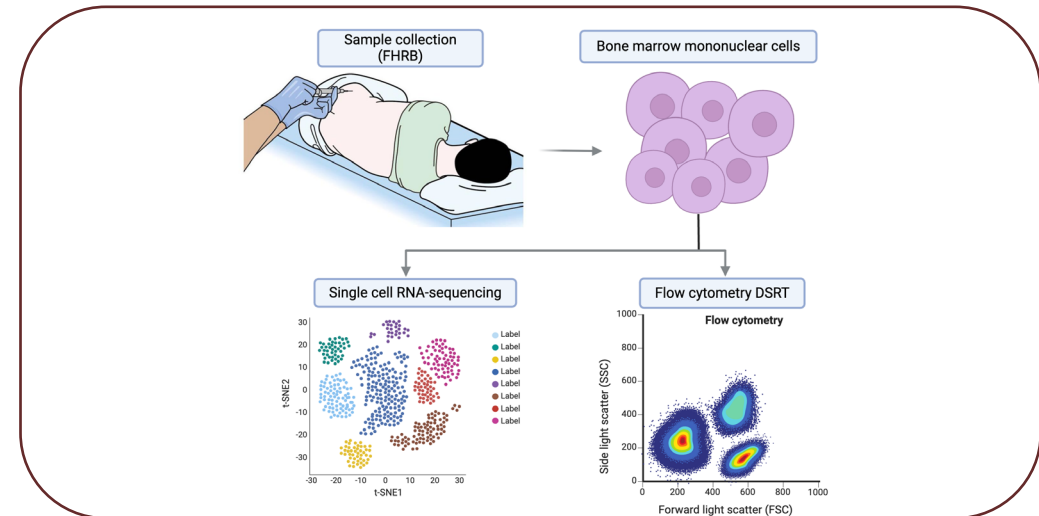 Sample collection
(FHRB)
Bone marrow mononuclear cells
Single cell RNA-sequencing
Flow cytometry DSRT
30
20
10
0
-10
-20
-30
t-SNE2
-30
-20
-10
0
10
20
30
t-SNE1
Label
Label
Label
Label
Label
Label
Label
Label
Flow cytometry
1000
800
600
400
200
0
Side light scatter (SSC)
0
200
400
600
800
1000
Forward light scatter (FSC)